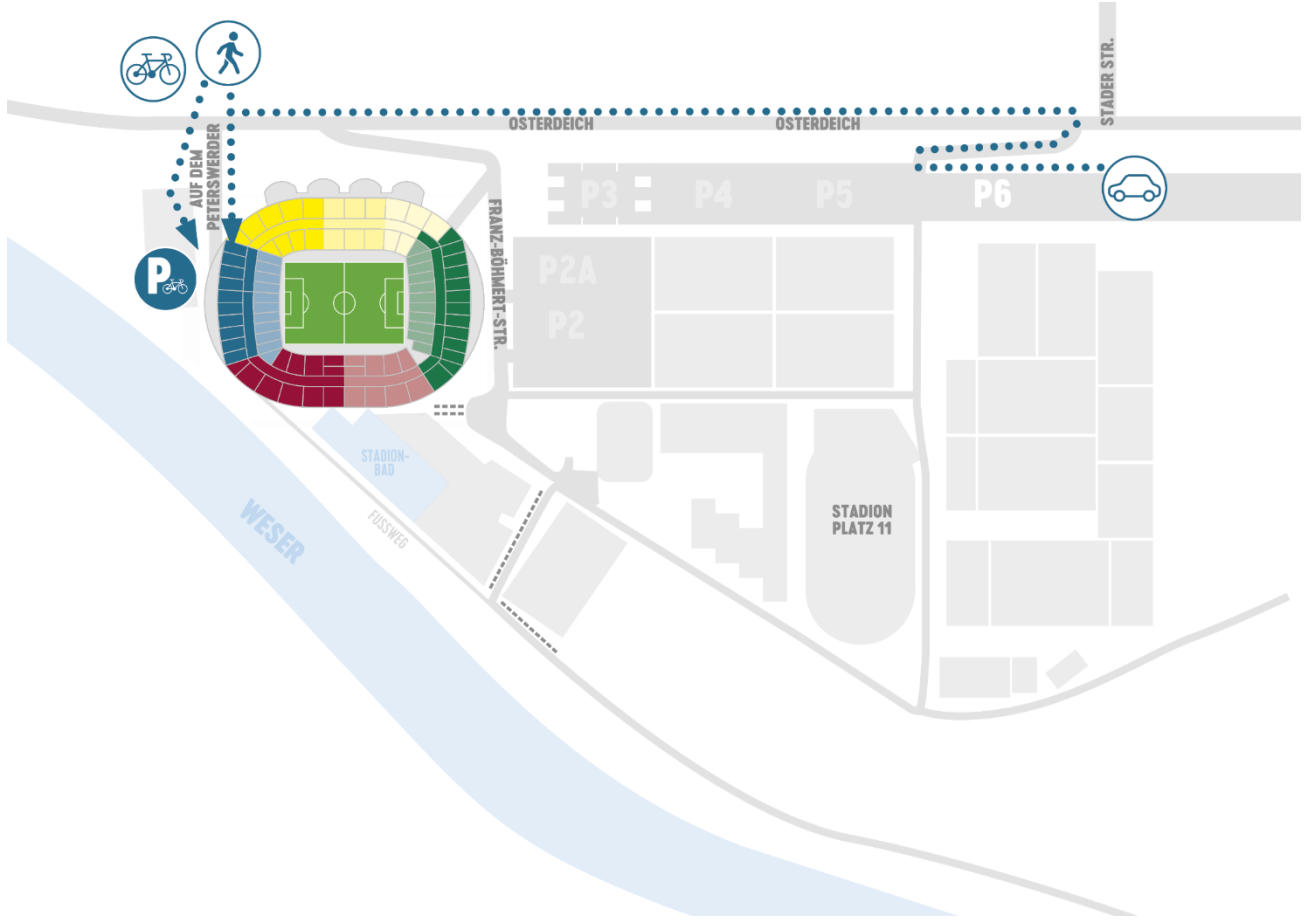 STADER STR.
OSTERDEICH
OSTERDEICH
AUF DEM
PETERSWERDER
P3
P4
P5
P6
FRANZ-BÖHMERT-STR.
P2A
P2
P
STADION-
BAD
WESER
FUSSWEG
STADION
PLATZ 11